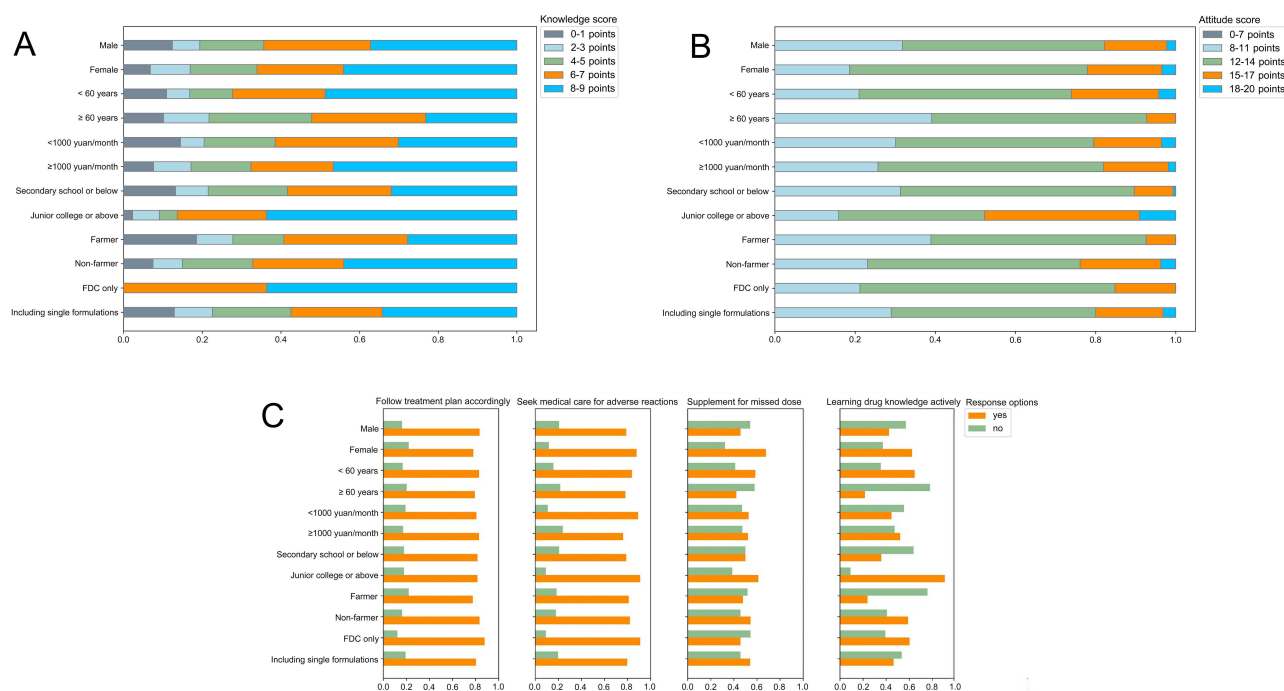 A
Knowledge score
0-1 points
2-3 points
4-5 points
6-7 points
8-9 points
Male
Female
< 60 years
≥ 60 years
<1000 yuan/month
≥1000 yuan/month
Secondary school or below
Junior college or above
Farmer
Non-farmer
FDC only
Including single formulations
0.0 0.2 0.4 0.6 0.8 1.0
B
Attitude score
0-7 points
8-11 points
12-14 points
15-17 points
18-20 points
Male
Female
< 60 years
≥ 60 years
<1000 yuan/month
≥1000 yuan/month
Secondary school or below
Junior college or above
Farmer
Non-farmer
FDC only
Including single formulations
0.0 0.2 0.4 0.6 0.8 1.0
C
Follow treatment plan accordingly
Seek medical care for adverse reactions
Supplement for missed dose
Learning drug knowledge actively
Response options
yes
no
Male
Female
< 60 years
≥ 60 years
<1000 yuan/month
≥1000 yuan/month
Secondary school or below
Junior college or above
Farmer
Non-farmer
FDC only
Including single formulations
0.0 0.2 0.4 0.6 0.8 1.0
0.0 0.2 0.4 0.6 0.8 1.0
0.0 0.2 0.4 0.6 0.8 1.0
0.0 0.2 0.4 0.6 0.8 1.0